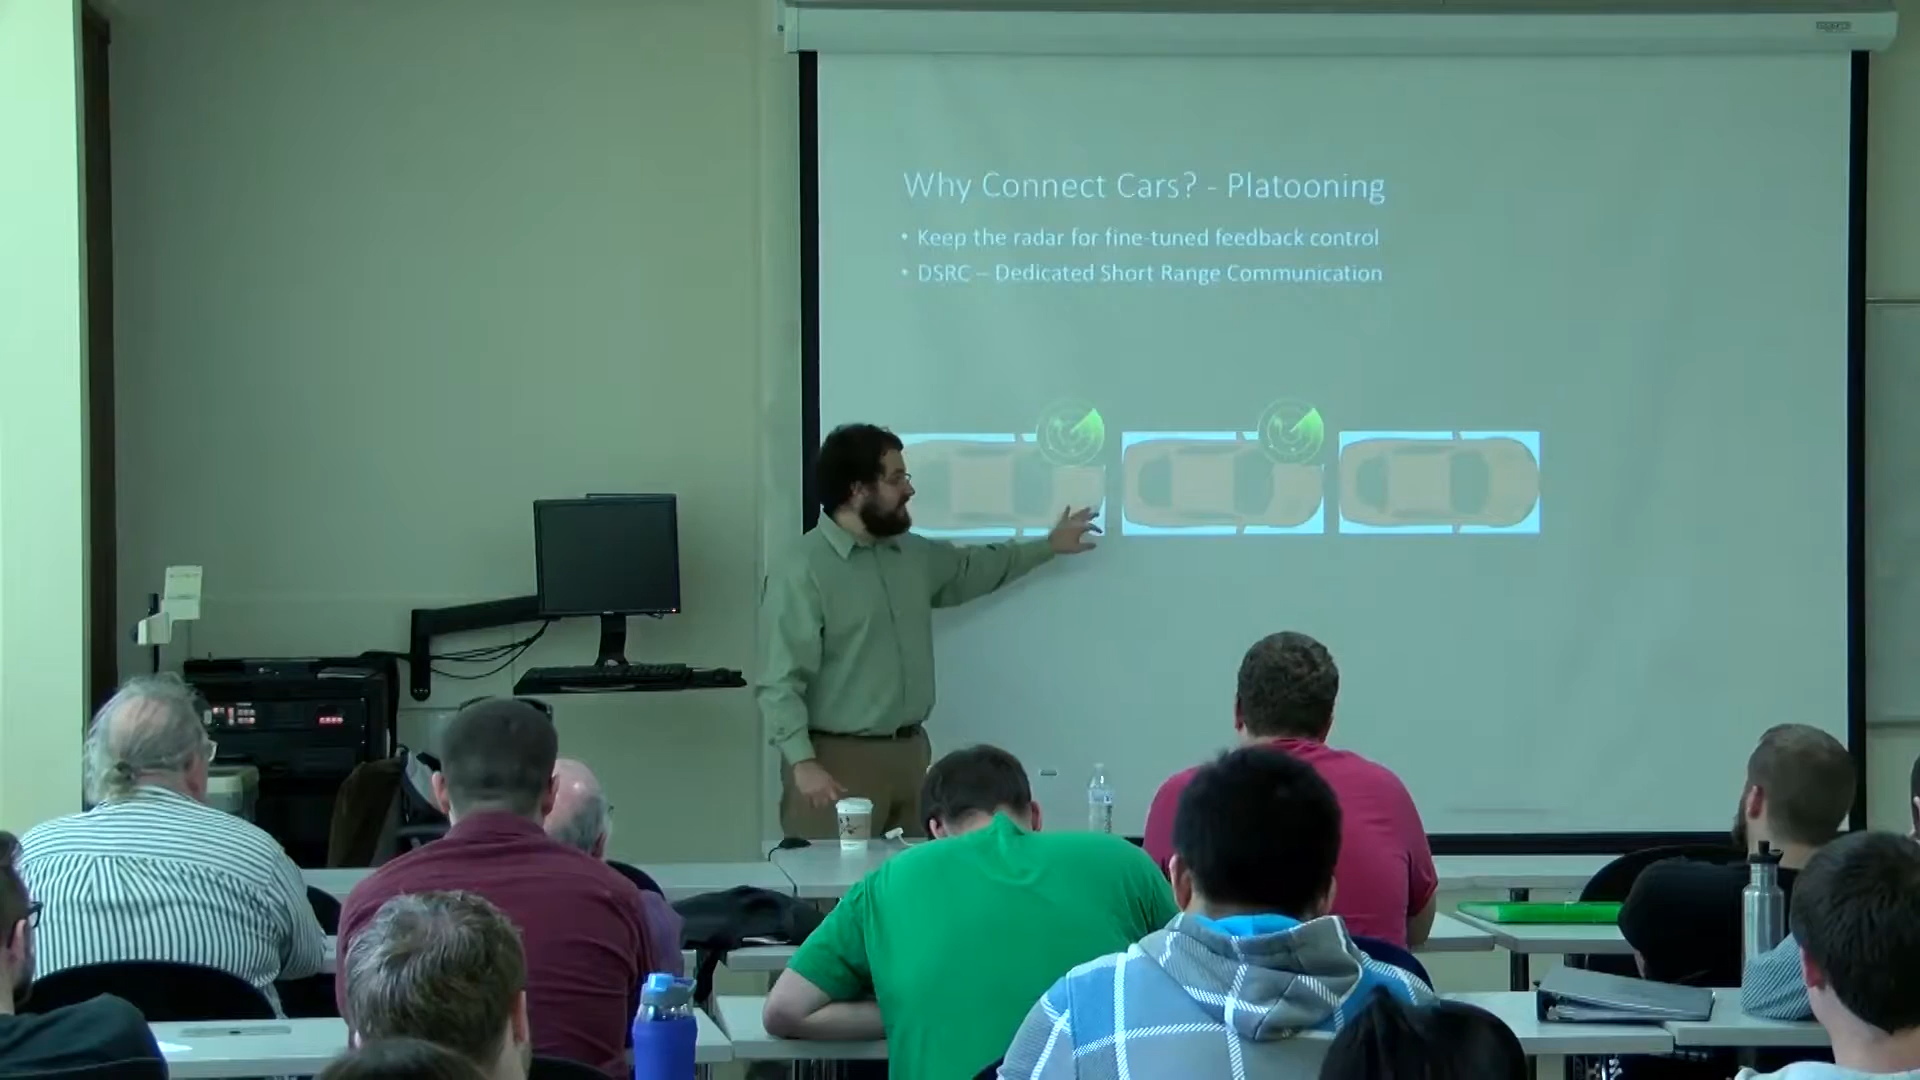 Why Connect Cars? - Platooning
• Keep the radar for fine-tuned feedback control
• DSRC – Dedicated Short Range Communication